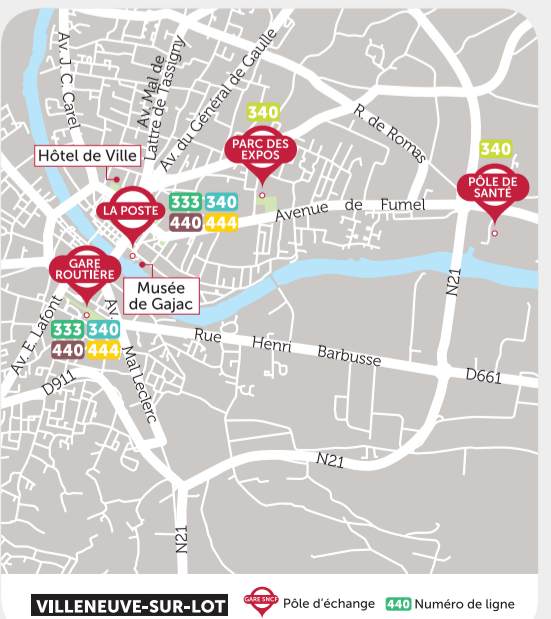 Av. J. C. Carel
Av. Mal de
Lattre de Tassigny
Av. du Général de Gaulle
340
R. de Romas
PARC DES
EXPOS
340
Hôtel de Ville
PÔLE DE
SANTÉ
333 340
LA POSTE
Avenue de Fumel
440 444
GARE
ROUTIÈRE
Musée
de Gajac
N21
Av. E. Lafont
Av. Mal Leclerc
333 340
440 444
Rue Henri Barbusse
D911
D661
N21
N21
VILLENEUVE-SUR-LOT
GARE SNCF
Pôle d'échange
440 Numéro de ligne